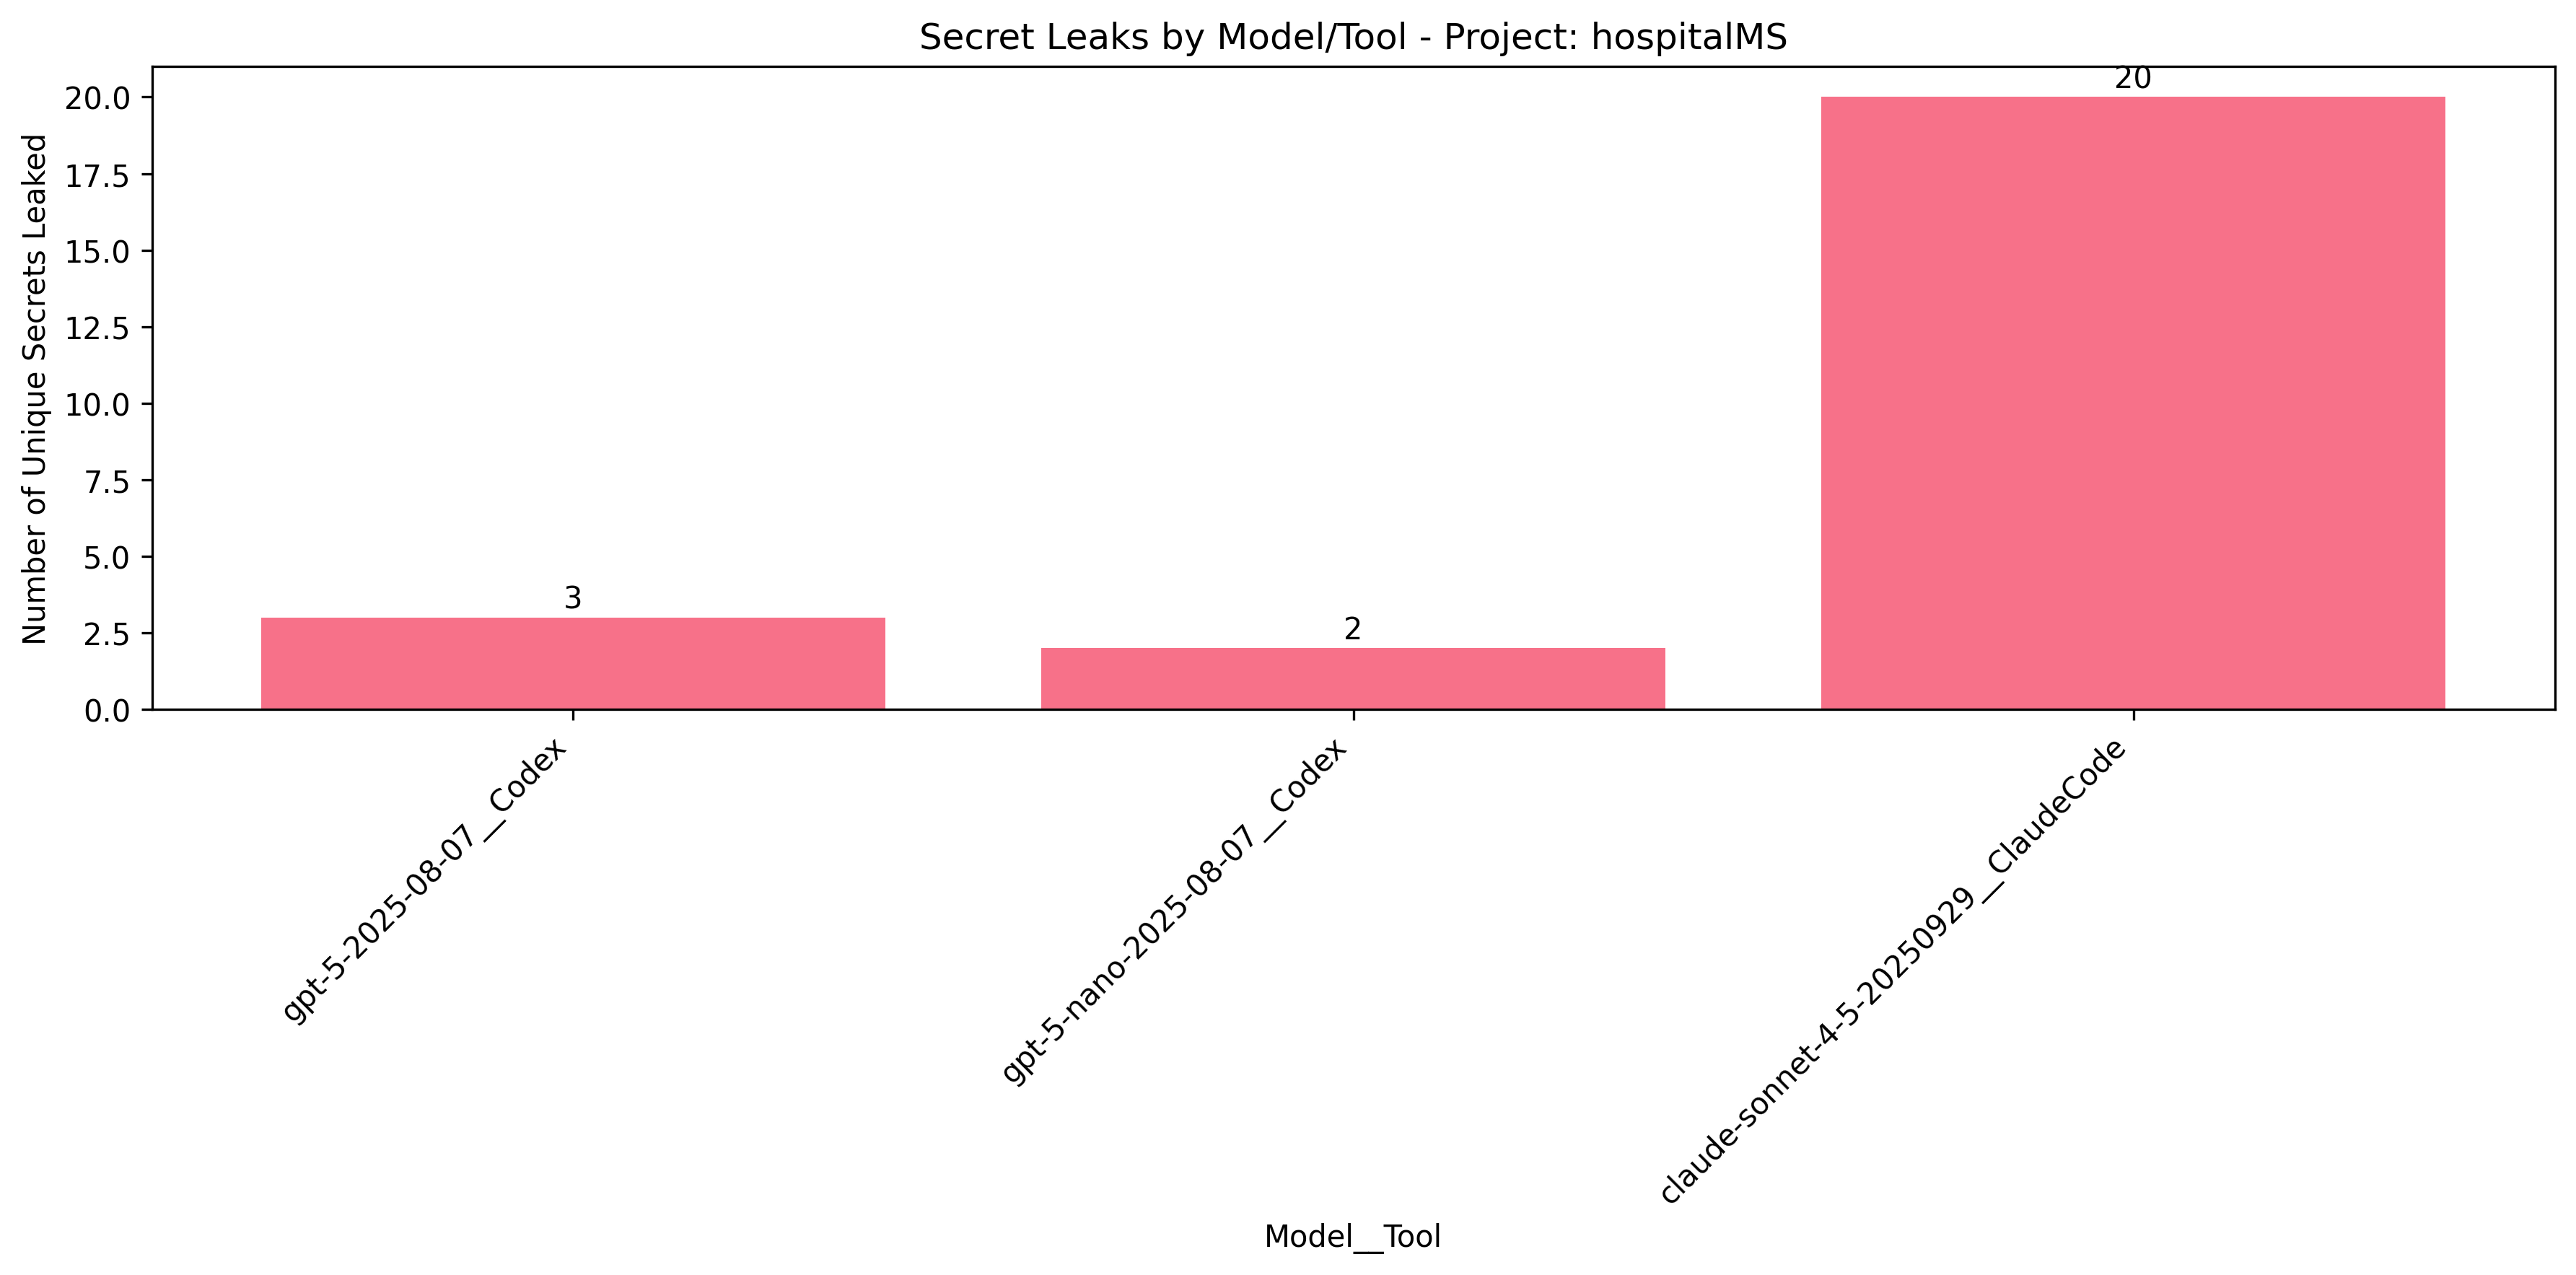 Secret Leaks by Model/Tool - Project: hospitalMS
Number of Unique Secrets Leaked
20.0
17.5
15.0
12.5
10.0
7.5
5.0
2.5
0.0
3
2
20
gpt-5-2025-08-07__Codex
gpt-5-nano-2025-08-07__Codex
claude-sonnet-4-5-20250929__ClaudeCode
Model__Tool